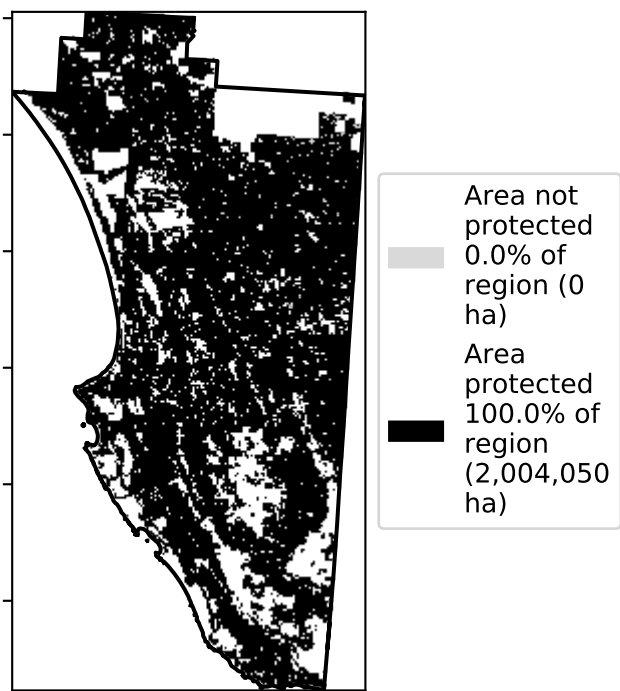 Area not
protected
0.0% of
region (0
ha)
Area
protected
100.0% of
region
(2,004,050
ha)